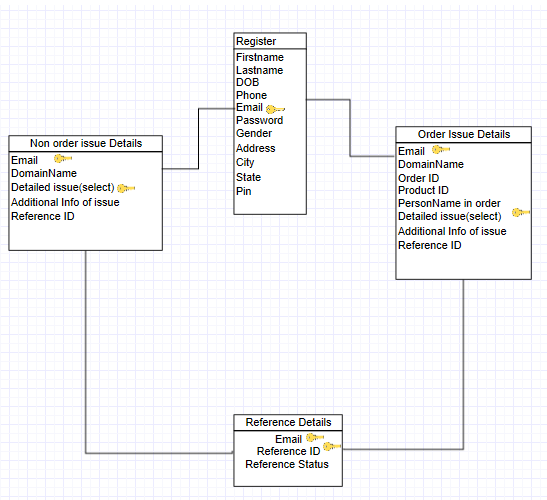 Register
Firstname
Lastname
DOB
Phone
Email
Password
Gender
Address
City
State
Pin
Non order issue Details
Email
DomainName
Detailed issue(select)
Additional Info of issue
Reference ID
Order Issue Details
Email
DomainName
Order ID
Product ID
PersonName in order
Detailed issue(select)
Additional Info of issue
Reference ID
Reference Details
Email
Reference ID
Reference Status